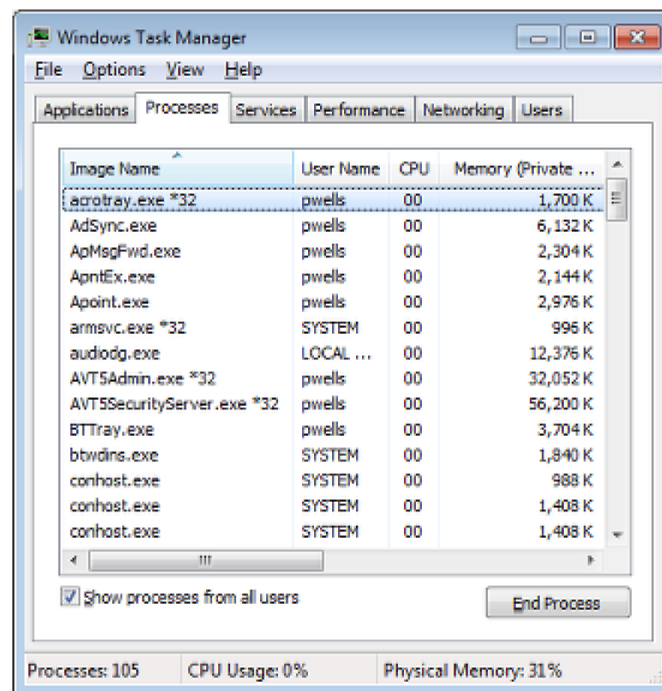 Windows Task Manager
File Options View Help
Applications Processes Services Performance Networking Users
Image Name User Name CPU Memory (Private ...
acrotray.exe *32 pwells 00 1,700 K
AdSync.exe pwells 00 6,132 K
ApMsgFwd.exe pwells 00 2,304 K
ApntEx.exe pwells 00 2,144 K
Apoint.exe pwells 00 2,976 K
armsvc.exe *32 SYSTEM 00 996 K
audiodg.exe LOCAL ... 00 12,376 K
AVT5Admin.exe *32 pwells 00 32,052 K
AVT5SecurityServer.exe *32 pwells 00 56,200 K
BTTray.exe pwells 00 3,704 K
btwdins.exe SYSTEM 00 1,840 K
conhost.exe SYSTEM 00 988 K
conhost.exe SYSTEM 00 1,408 K
conhost.exe SYSTEM 00 1,408 K
Show processes from all users
End Process
Processes: 105 CPU Usage: 0% Physical Memory: 31%